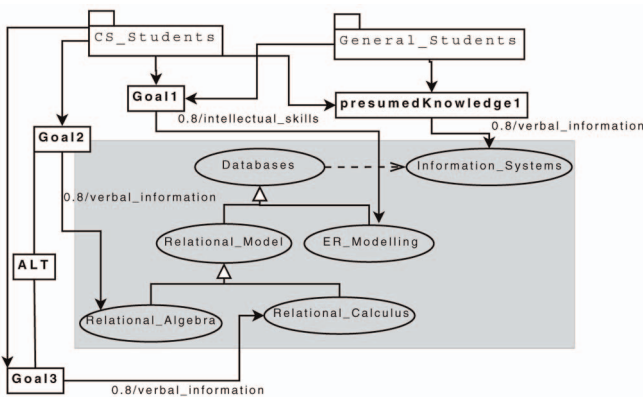 CS_Students
General_Students
Goal1
presumedKnowledge1
0.8/intellectual_skills
0.8/verbal_information
Goal2
Databases
Information_Systems
0.8/verbal_information
Relational_Model
ER_Modelling
ALT
Relational_Algebra
Relational_Calculus
Goal3
0.8/verbal_information